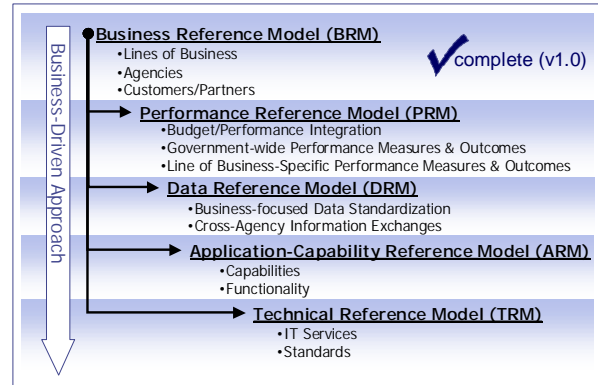 Business-Driven Approach
Business Reference Model (BRM)
•Lines of Business
•Agencies
•Customers/Partners
complete (v1.0)
Performance Reference Model (PRM)
•Budget/Performance Integration
•Government-wide Performance Measures & Outcomes
•Line of Business-Specific Performance Measures & Outcomes
Data Reference Model (DRM)
•Business-focused Data Standardization
•Cross-Agency Information Exchanges
Application-Capability Reference Model (ARM)
•Capabilities
•Functionality
Technical Reference Model (TRM)
•IT Services
•Standards